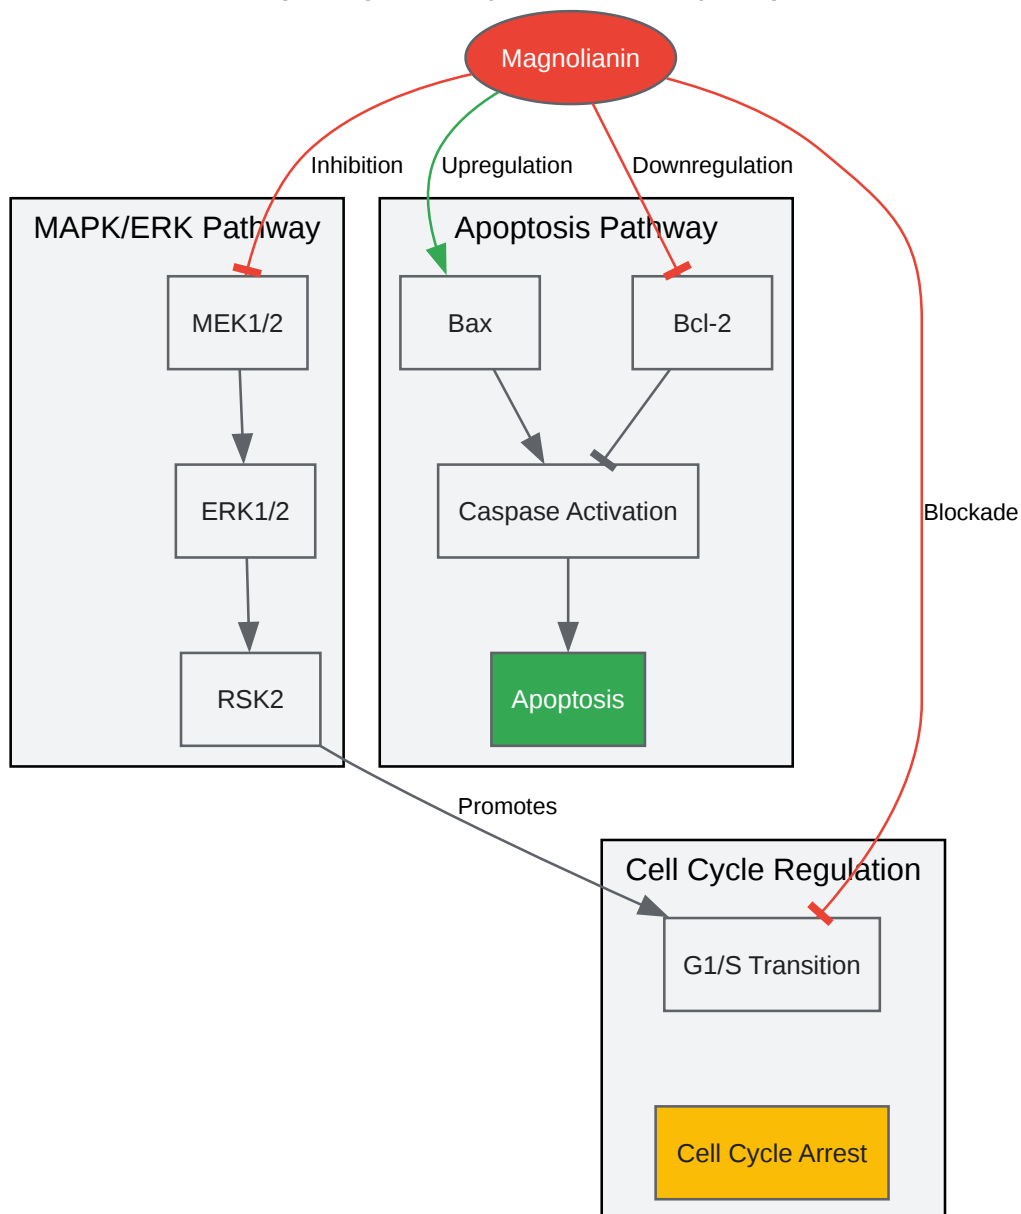 Magnolianin
Inhibition
Upregulation
Downregulation
MAPK/ERK Pathway
Apoptosis Pathway
MEK1/2
Bax
Bcl-2
ERK1/2
Caspase Activation
Blockade
RSK2
Apoptosis
Promotes
Cell Cycle Regulation
G1/S Transition
Cell Cycle Arrest